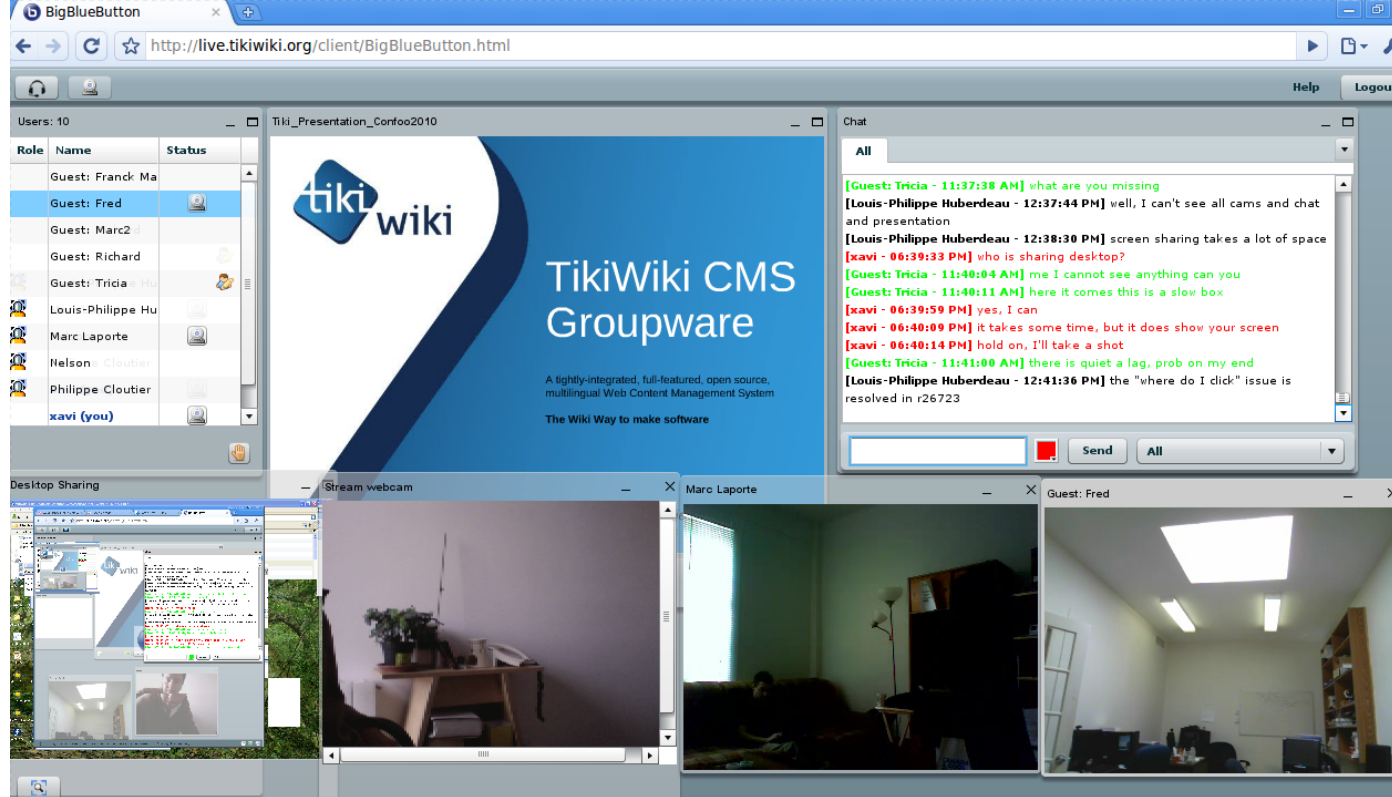 BigBlueButton
http://live.tikiwiki.org/client/BigBlueButton.html
Help
Logou
Users: 10
Role Name Status
Guest: Franck Ma
Guest: Fred
Guest: Marc2
Guest: Richard
Guest: Tricia
Louis-Philippe Hu
Marc Laporte
Nelson
Philippe Cloutier
xavi (you)
Tiki_Presentation_Confoo2010
tiki
wiki
TikiWiki CMS
Groupware
A tightly-integrated, full-featured, open source,
multilingual Web Content Management System
The Wiki Way to make software
Chat
All
[Guest: Tricia - 11:37:38 AM] what are you missing
[Louis-Philippe Huberdeau - 12:37:44 PM] well, I can't see all cams and chat
and presentation
[Louis-Philippe Huberdeau - 12:38:30 PM] screen sharing takes a lot of space
[xavi - 06:39:33 PM] who is sharing desktop?
[Guest: Tricia - 11:40:04 AM] me I cannot see anything can you
[Guest: Tricia - 11:40:11 AM] here it comes this is a slow box
[xavi - 06:39:59 PM] yes, I can
[xavi - 06:40:09 PM] it takes some time, but it does show your screen
[xavi - 06:40:14 PM] hold on, I'll take a shot
[Guest: Tricia - 11:41:00 AM] there is quiet a lag, prob on my end
[Louis-Philippe Huberdeau - 12:41:36 PM] the "where do I click" issue is
resolved in r26723
Send
All
Desktop Sharing
Stream webcam
Marc Laporte
Guest: Fred
tiki
wiki